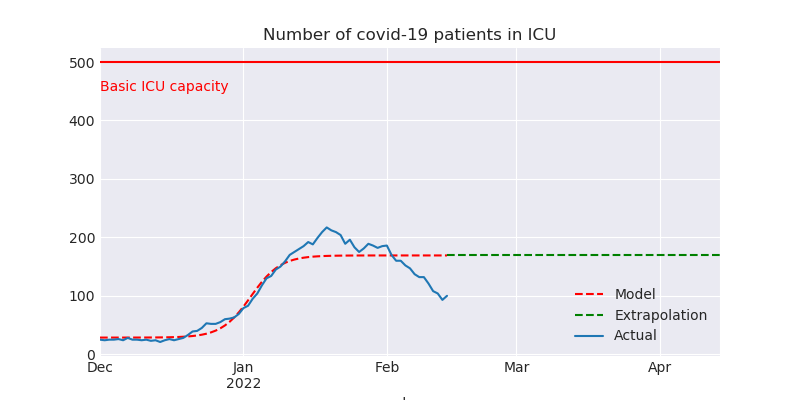 Number of covid-19 patients in ICU
500
Basic ICU capacity
400
300
200
100
0
Model
Extrapolation
Actual
Dec Jan Feb Mar Apr
2022